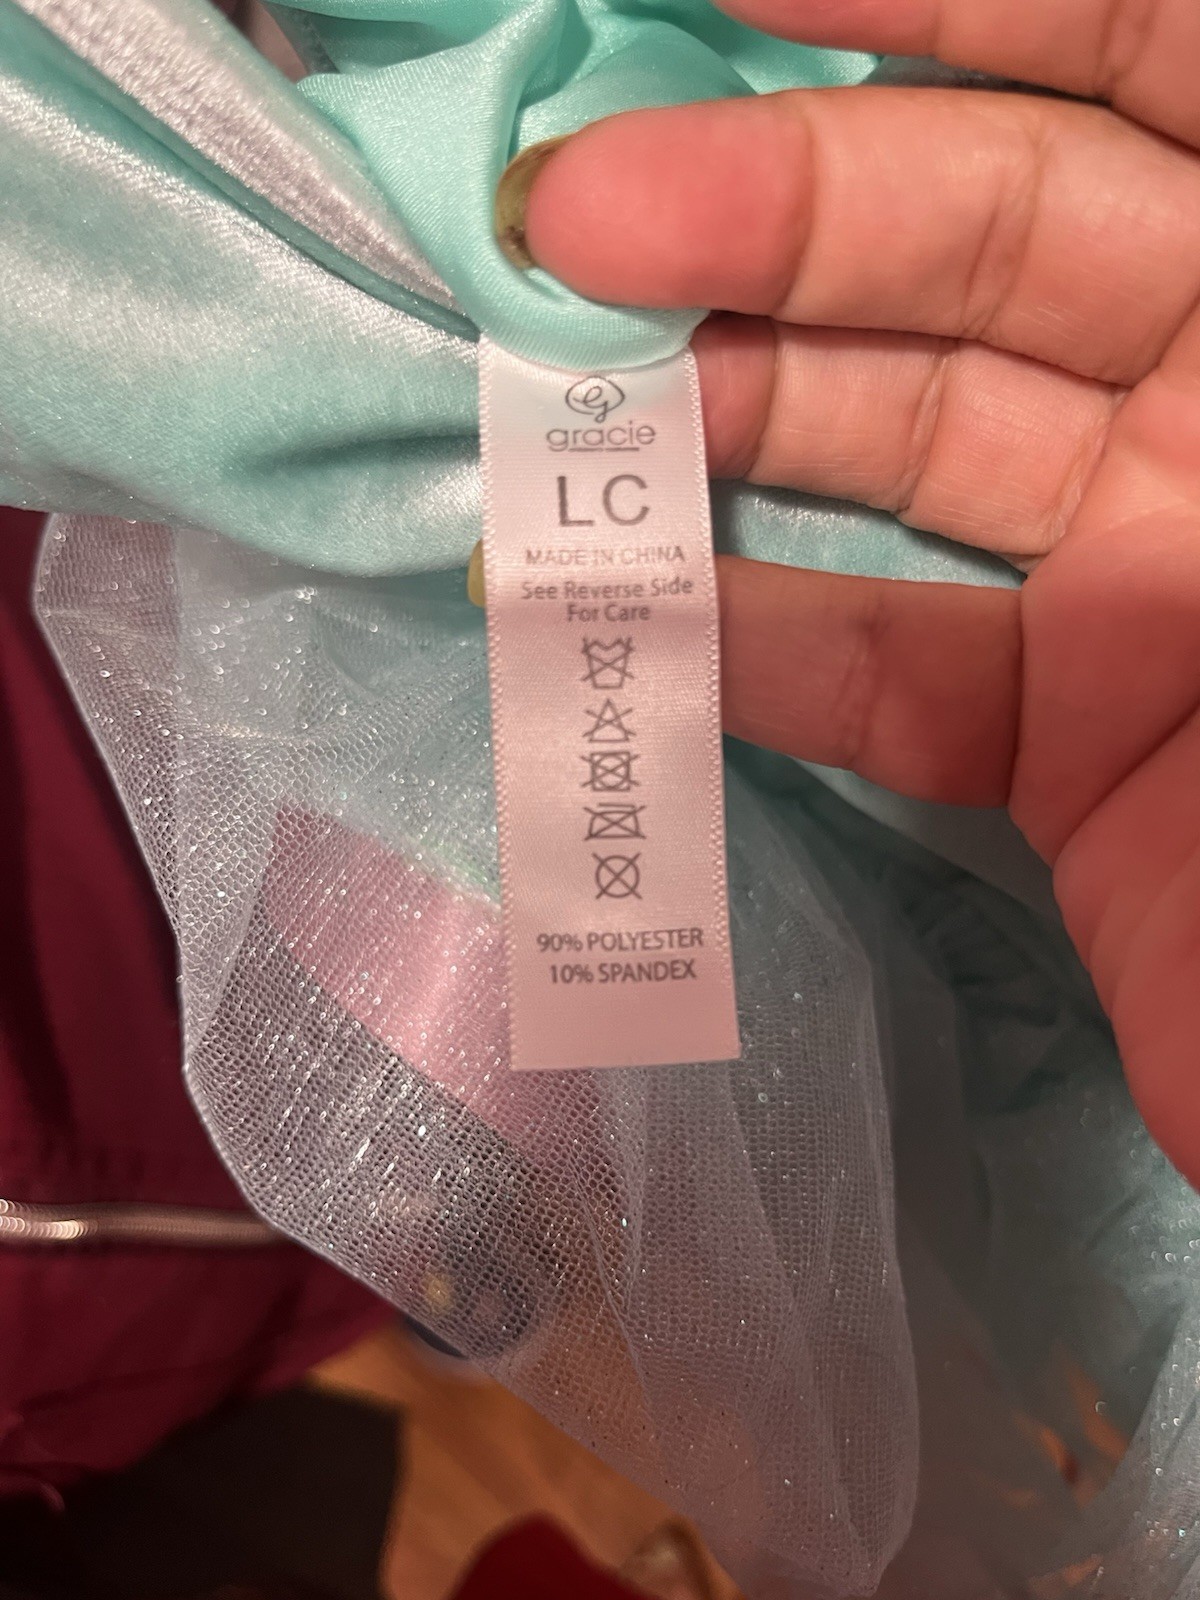 gracie
LC
MADE IN CHINA
See Reverse Side
For Care
90% POLYESTER
10% SPANDEX